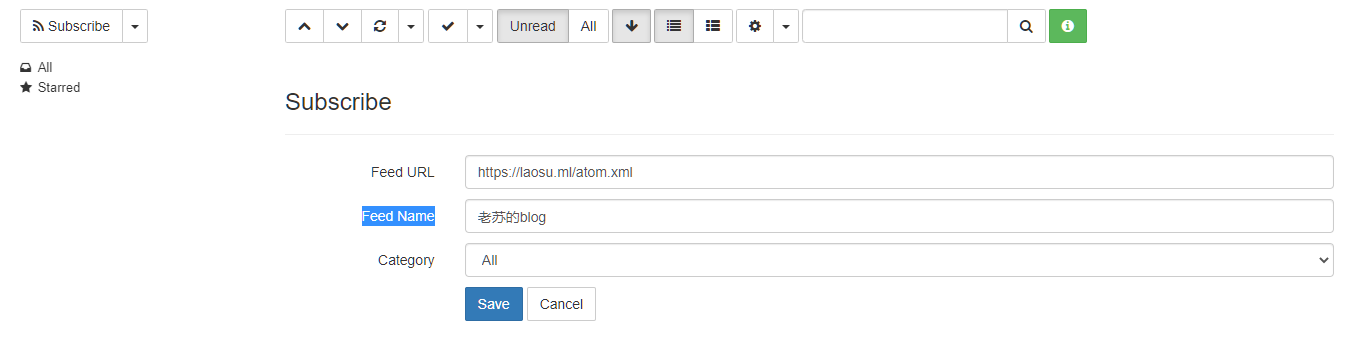 Subscribe
Unread All
All
Starred
Subscribe
Feed URL https://laosu.ml/atom.xml
Feed Name 老苏的blog
Category All
Save Cancel